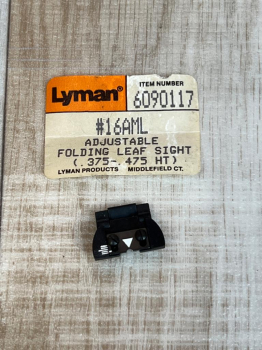 Lyman®
ITEM NUMBER
6090117
#16AML
ADJUSTABLE
FOLDING LEAF SIGHT
(.375-.475 HT)
LYMAN PRODUCTS MIDDLEFIELD CT.